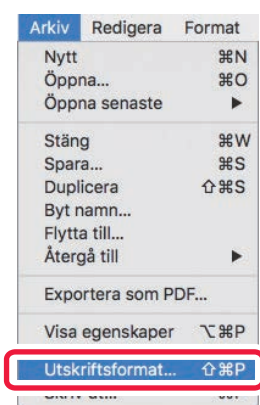 Arkiv Redigera Format
Nytt ⌘N
Öppna... ⌘O
Öppna senaste ▶
Stäng ⌘W
Spara... ⌘S
Duplicera ⇧⌘S
Byt namn...
Flytta till...
Återgå till ▶
Exportera som PDF...
Visa egenskaper ⌥⌘P
Utskriftsformat... ⇧⌘P